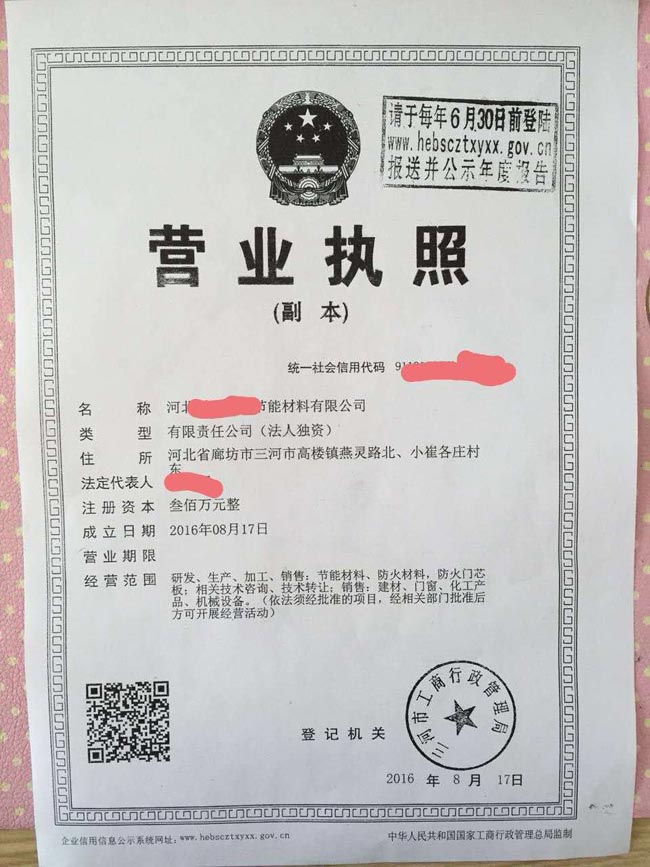 请于每年6月30日前登陆
www.hebscztxyxx.gov.cn
报送并公示年度报告
营业执照
(副 本)
统一社会信用代码 911
名 称 河北 节能材料有限公司
类 型 有限责任公司（法人独资）
住 所 河北省廊坊市三河市高楼镇燕灵路北、小崔各庄村
东
法定代表人
注册资本 叁佰万元整
成立日期 2016年08月17日
营业期限
经营范围 研发、生产、加工、销售：节能材料、防火材料，防火门芯
板；相关技术咨询、技术转让；销售：建材、门窗、化工产
品、机械设备。（依法须经批准的项目，经相关部门批准后
方可开展经营活动）
三河市工商行政管理局
登记机关
2016 年 8 月 17日
企业信用信息公示系统网址：www.hebscztxyxx.gov.cn
中华人民共和国国家工商行政管理总局监制